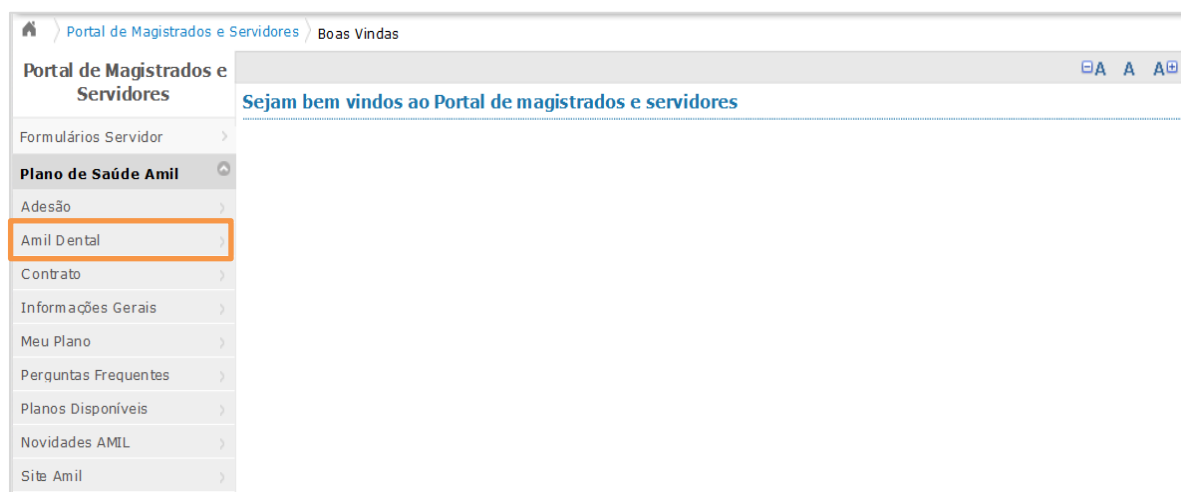 Portal de Magistrados e Servidores Boas Vindas
Portal de Magistrados e
Servidores
A A A
Sejam bem vindos ao Portal de magistrados e servidores
Formulários Servidor
Plano de Saúde Amil
Adesão
Amil Dental
Contrato
Informações Gerais
Meu Plano
Perguntas Frequentes
Planos Disponíveis
Novidades AMIL
Site Amil